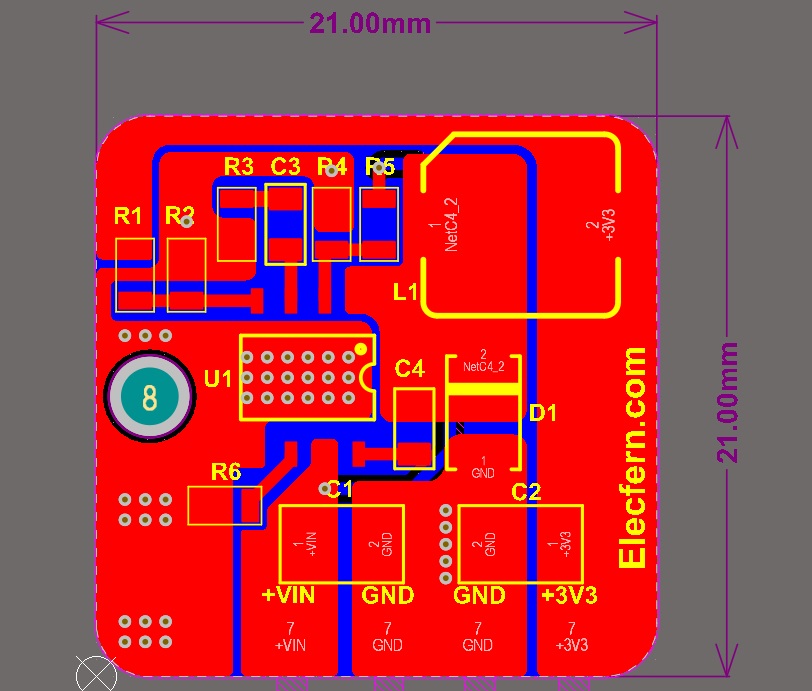 21.00mm
R3 C3 R4 R5
R1 R2
1
NetC4_2
2
+3V3
L1
21.00mm
U1
C4
2
NetC4_2
8
D1
1
GND
Elecfern.com
R6
C1
C2
1
+VIN
2
GND
2
GND
1
+3V3
+VIN GND GND +3V3
7 7 7 7
+VIN GND GND +3V3